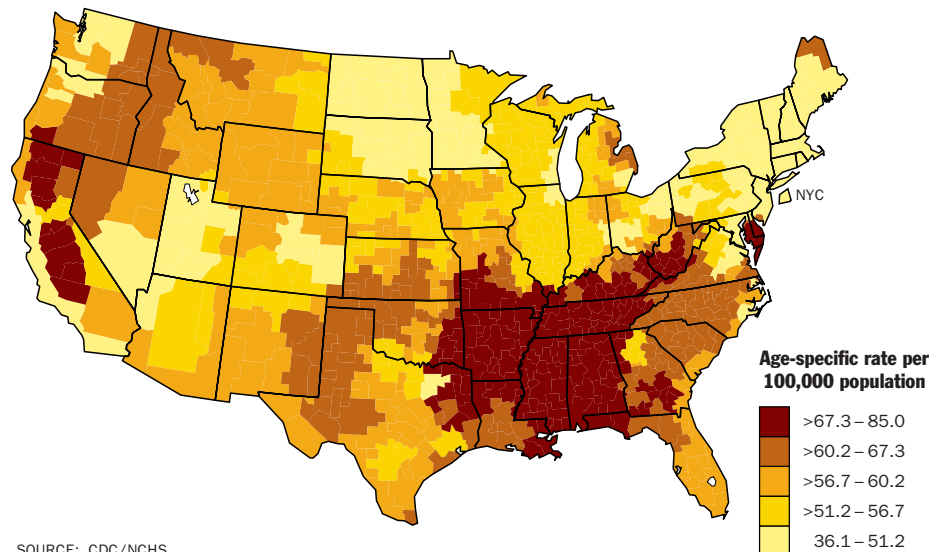 NYC
Age-specific rate per
100,000 population
>67.3–85.0
>60.2–67.3
>56.7–60.2
>51.2–56.7
36.1–51.2
SOURCE: CDC/NCHS